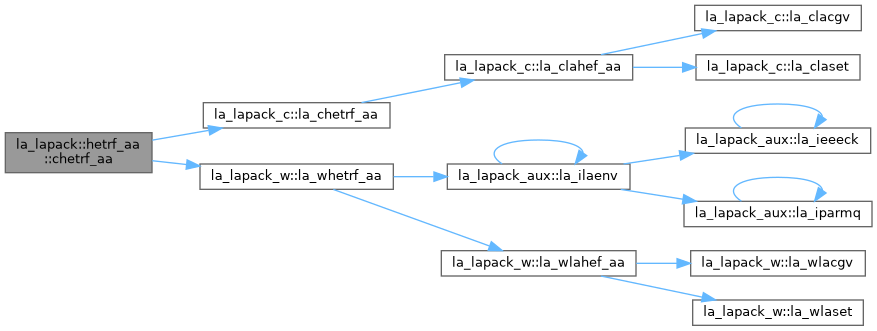 la_lapack::hetrf_aa
::chetrf_aa
la_lapack_c::la_chetrf_aa
la_lapack_c::la_clahef_aa
la_lapack_c::la_clacgv
la_lapack_c::la_claset
la_lapack_w::la_whetrf_aa
la_lapack_aux::la_ilaenv
la_lapack_aux::la_ieeeck
la_lapack_aux::la_iparmq
la_lapack_w::la_wlahef_aa
la_lapack_w::la_wlacgv
la_lapack_w::la_wlaset